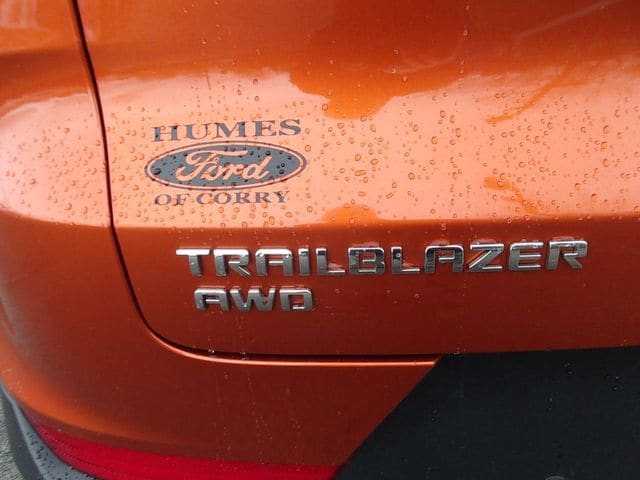 HUMES
Ford
OF CORRY
TRAILBLAZER
AWD